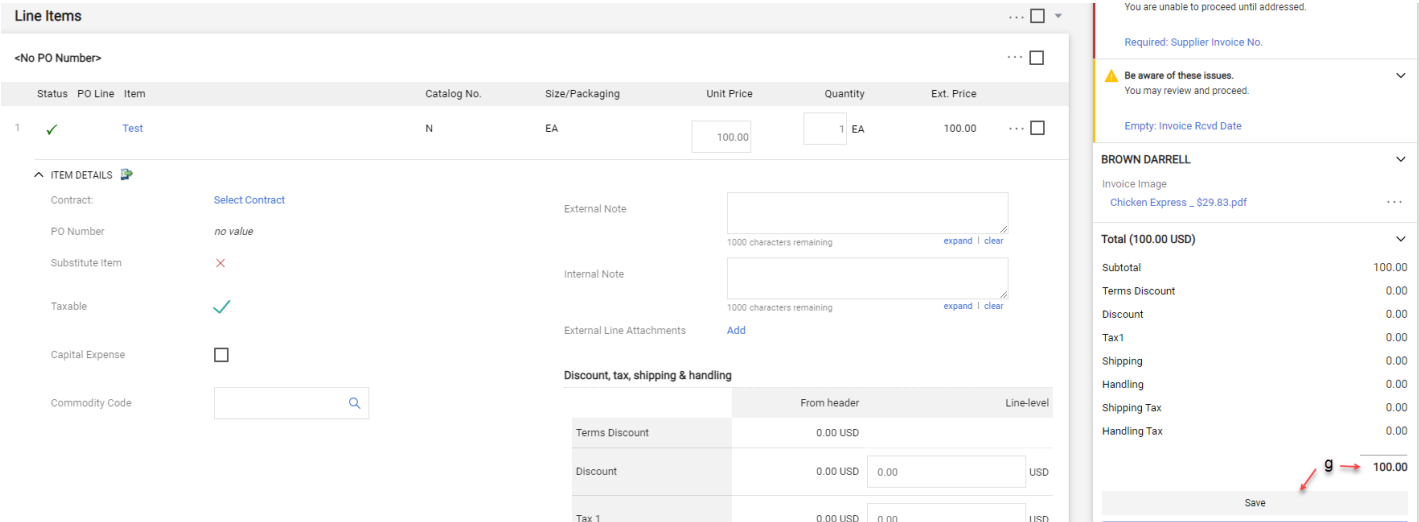 Line Items
...
<No PO Number>
...
Status PO Line Item Catalog No. Size/Packaging Unit Price Quantity Ext. Price
1 Test N EA 100.00 1 EA 100.00 ...
ITEM DETAILS
Contract: Select Contract
PO Number no value
Substitute Item
Taxable
Capital Expense
Commodity Code
External Note
1000 characters remaining expand | clear
Internal Note
1000 characters remaining expand | clear
External Line Attachments Add
Discount, tax, shipping & handling
From header Line-level
Terms Discount 0.00 USD
Discount 0.00 USD 0.00 USD
Tax 1 0.00 USD 0.00 USD
You are unable to proceed until addressed.
Required: Supplier Invoice No.
Be aware of these issues.
You may review and proceed.
Empty: Invoice Rcvd Date
BROWN DARRELL
Invoice Image
Chicken Express _ $29.83.pdf ...
Total (100.00 USD)
Subtotal 100.00
Terms Discount 0.00
Discount 0.00
Tax1 0.00
Shipping 0.00
Handling 0.00
Shipping Tax 0.00
Handling Tax 0.00
g 100.00
Save